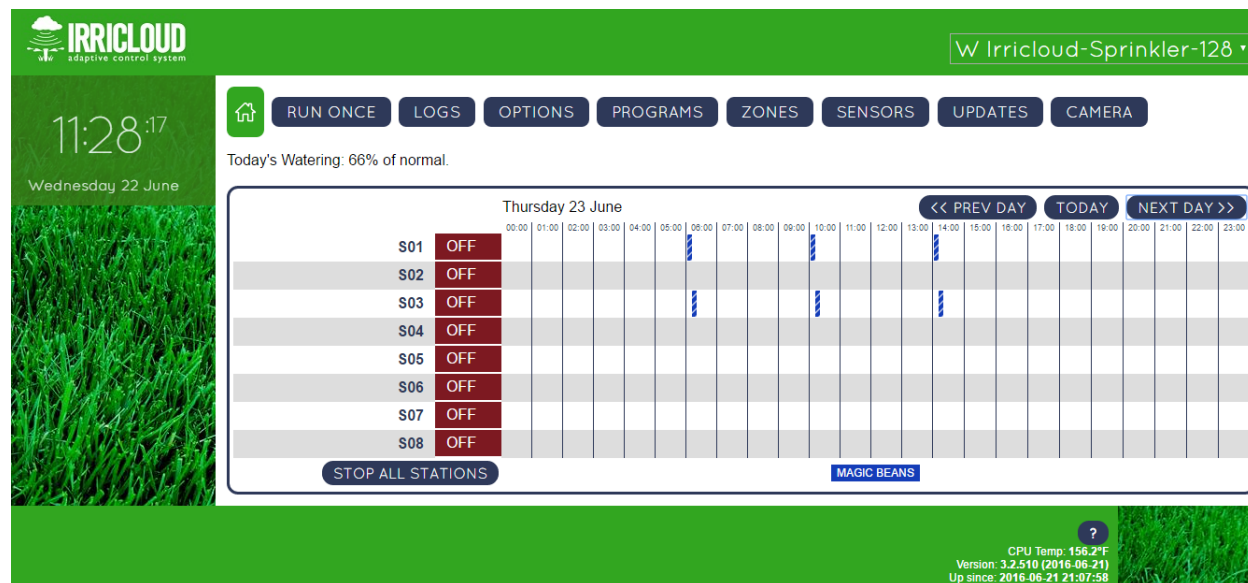 IRRICLOUD
adaptive control system
W Irricloud-Sprinkler-128
11:28:17
Wednesday 22 June
RUN ONCE LOGS OPTIONS PROGRAMS ZONES SENSORS UPDATES CAMERA
Today's Watering: 66% of normal.
Thursday 23 June << PREV DAY TODAY NEXT DAY >>
00:00 01:00 02:00 03:00 04:00 05:00 06:00 07:00 08:00 09:00 10:00 11:00 12:00 13:00 14:00 15:00 16:00 17:00 18:00 19:00 20:00 21:00 22:00 23:00
S01 OFF
S02 OFF
S03 OFF
S04 OFF
S05 OFF
S06 OFF
S07 OFF
S08 OFF
STOP ALL STATIONS MAGIC BEANS
?
CPU Temp: 156.2°F
Version: 3.2.510 (2016-06-21)
Up since: 2016-06-21 21:07:58